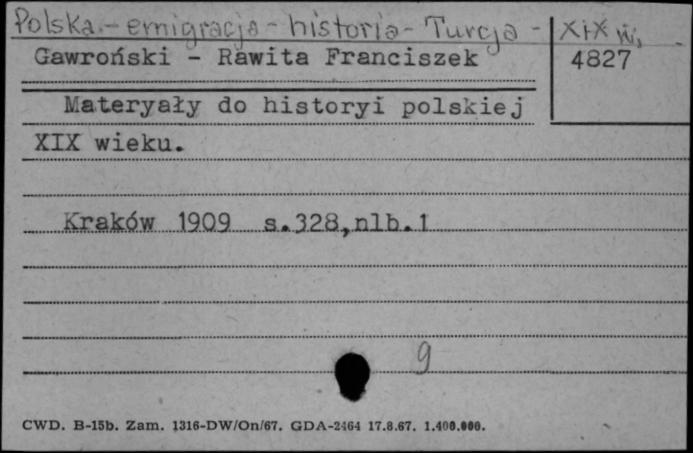 Polska - emigracja - historia - Turcja - XIX w.
Gawroński - Rawita Franciszek
4827
Materyały do historyi polskiej
XIX wieku.
Kraków 1909 s.328,nlb.1
9
CWD. B-15b. Zam. 1316-DW/On/67. GDA-2464 17.8.67. 1.400.000.